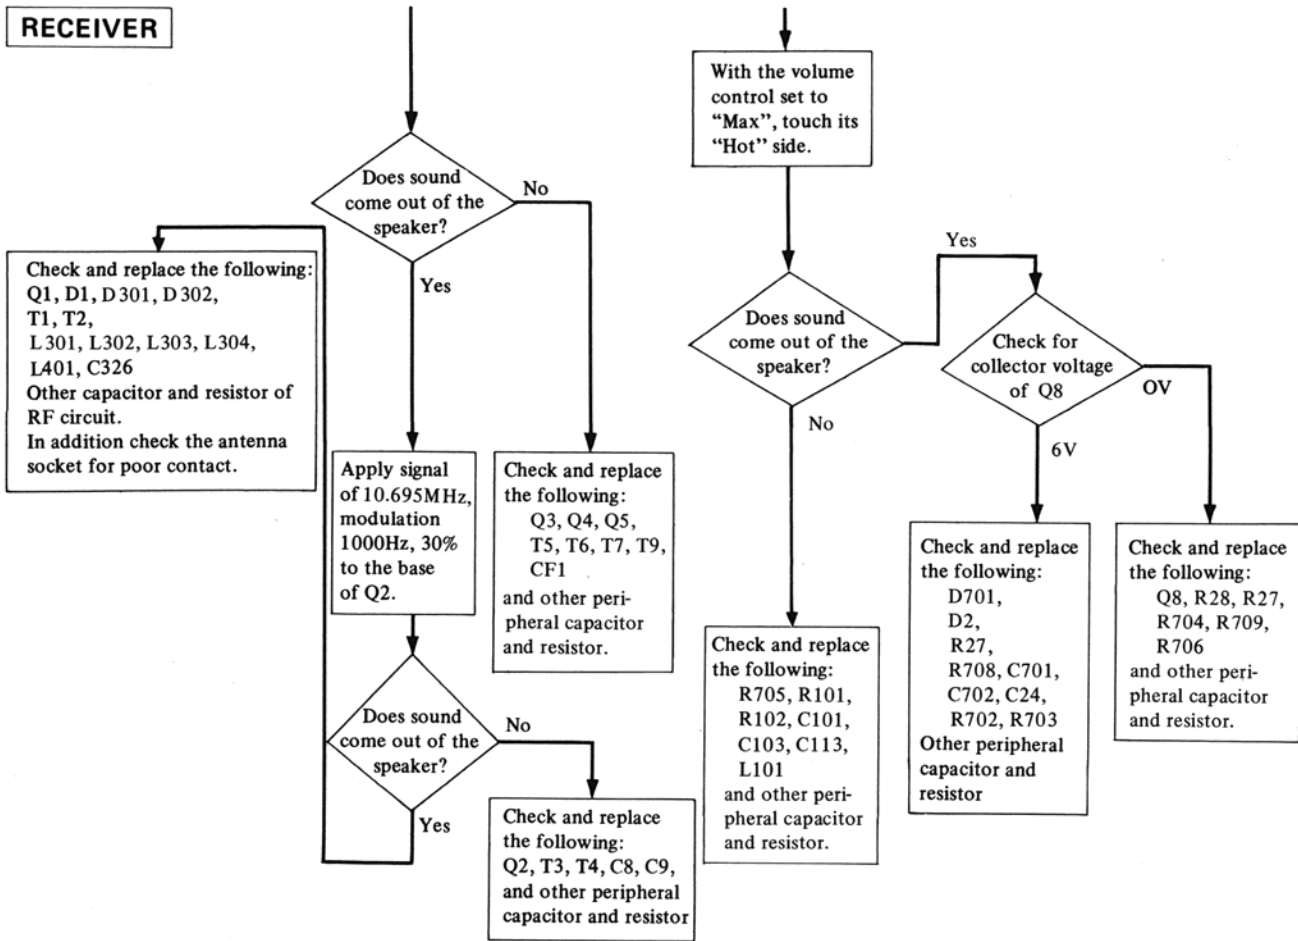 RECEIVER
Does sound
come out of the
speaker?
No
Yes
Check and replace the following:
Q1, D1, D301, D302,
T1, T2,
L301, L302, L303, L304,
L401, C326
Other capacitor and resistor of
RF circuit.
In addition check the antenna
socket for poor contact.
Apply signal
of 10.695MHz,
modulation
1000Hz, 30%
to the base
of Q2.
Check and replace
the following:
Q3, Q4, Q5,
T5, T6, T7, T9,
CF1
and other peri-
pheral capacitor
and resistor.
Does sound
come out of the
speaker?
No
Yes
Check and replace
the following:
Q2, T3, T4, C8, C9,
and other peripheral
capacitor and resistor
With the volume
control set to
“Max”, touch its
“Hot” side.
Does sound
come out of the
speaker?
Yes
No
Check for
collector voltage
of Q8
OV
6V
Check and replace
the following:
R705, R101,
R102, C101,
C103, C113,
L101
and other peri-
pheral capacitor
and resistor.
Check and replace
the following:
D701,
D2,
R27,
R708, C701,
C702, C24,
R702, R703
Other peripheral
capacitor and
resistor
Check and replace
the following:
Q8, R28, R27,
R704, R709,
R706
and other peri-
pheral capacitor
and resistor.